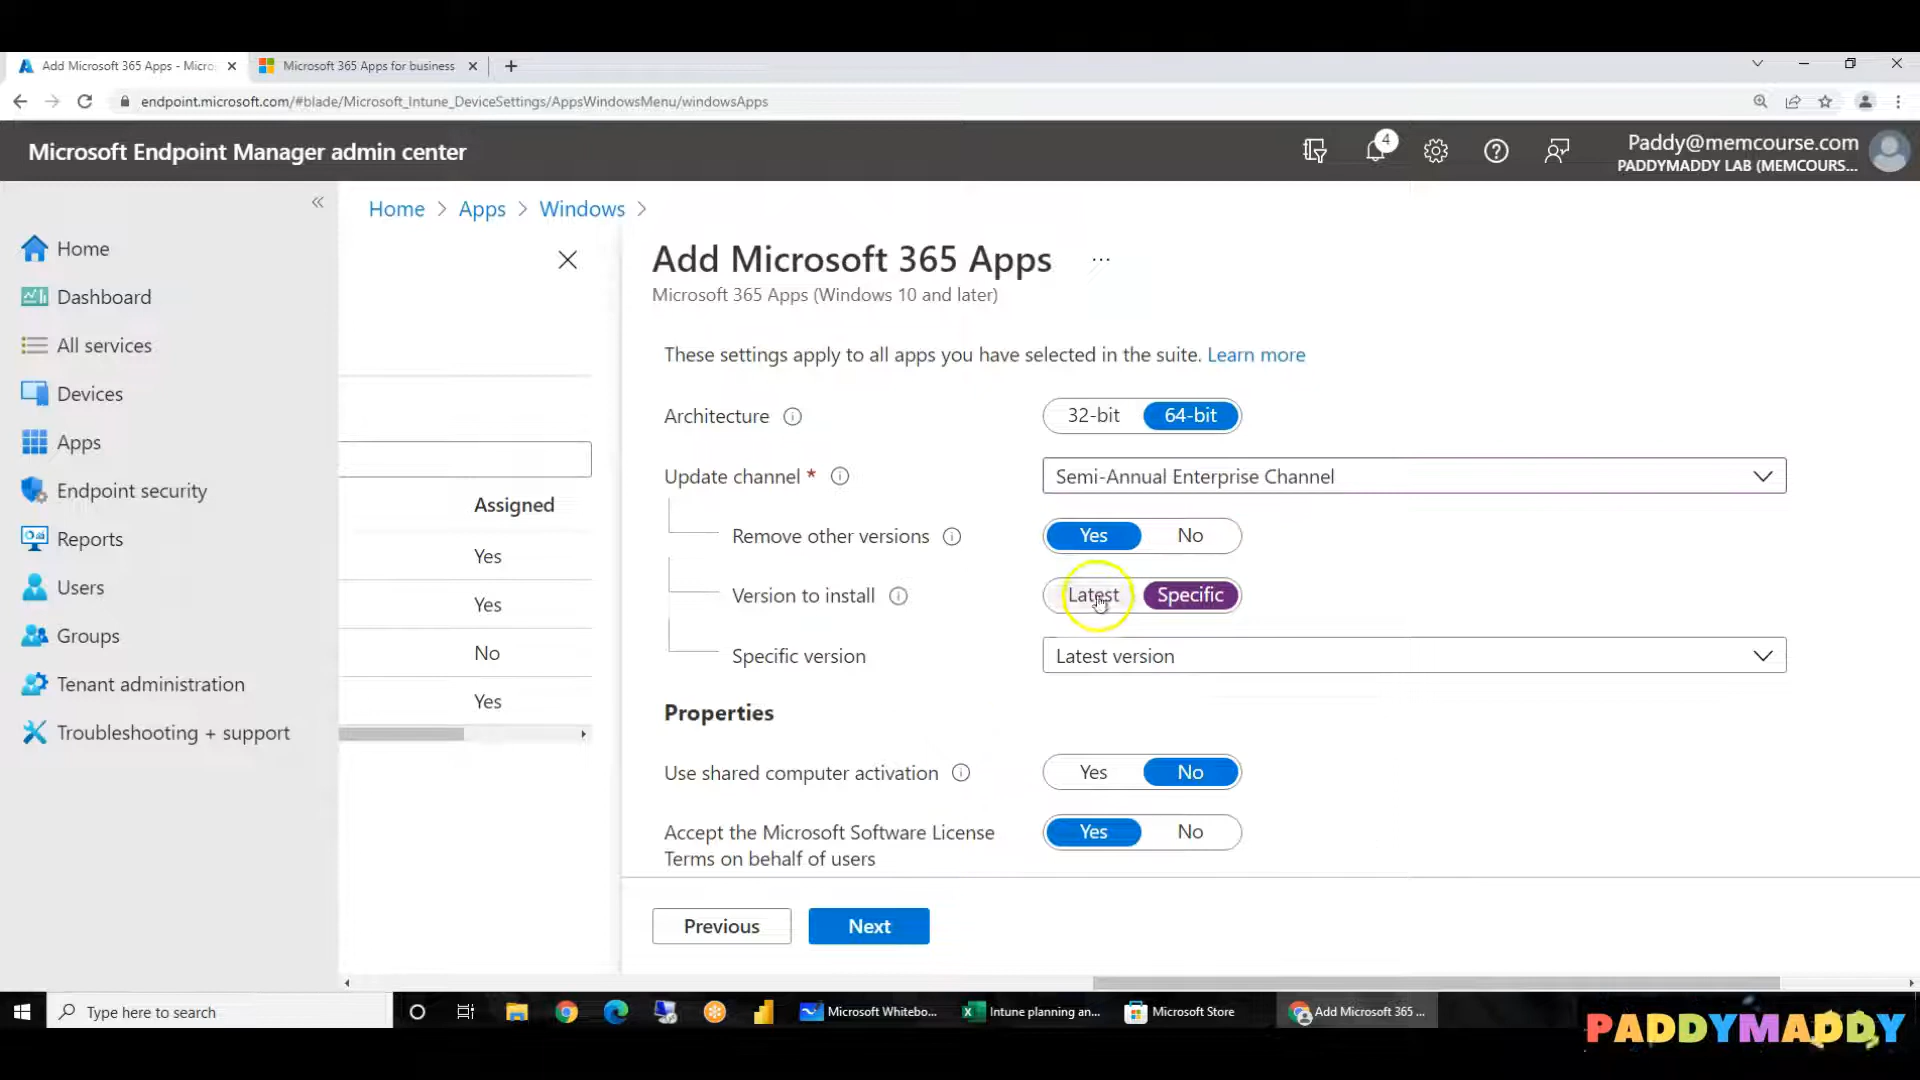 Add Microsoft 365 Apps - Micro
Microsoft 365 Apps for business
endpoint.microsoft.com/#blade/Microsoft_Intune_DeviceSettings/AppsWindowsMenu/windowsApps
Microsoft Endpoint Manager admin center
4
Paddy@memcourse.com
PADDYMADDY LAB (MEMCOURS...
Home
Dashboard
All services
Devices
Apps
Endpoint security
Reports
Users
Groups
Tenant administration
Troubleshooting + support
Home > Apps > Windows >
Assigned
Yes
Yes
No
Yes
Add Microsoft 365 Apps ...
Microsoft 365 Apps (Windows 10 and later)
These settings apply to all apps you have selected in the suite. Learn more
Architecture 32-bit 64-bit
Update channel * Semi-Annual Enterprise Channel
Remove other versions Yes No
Version to install Latest Specific
Specific version Latest version
Properties
Use shared computer activation Yes No
Accept the Microsoft Software License Yes No
Terms on behalf of users
Previous Next
Type here to search
Microsoft Whitebo...
Intune planning an...
Microsoft Store
Add Microsoft 365 ...
PADDYMADDY